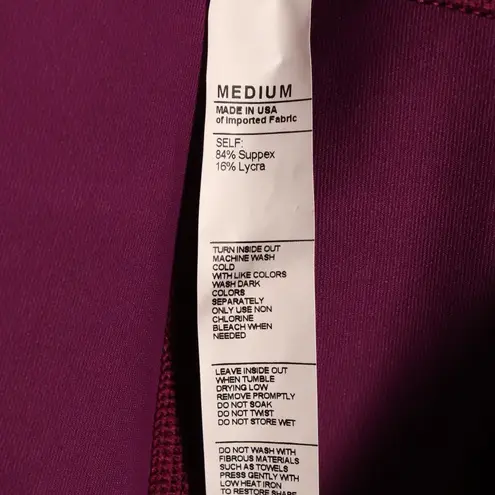 MEDIUM
MADE IN USA
of Imported Fabric
SELF:
84% Suppex
16% Lycra
TURN INSIDE OUT
MACHINE WASH
COLD
WITH LIKE COLORS
WASH DARK
COLORS
SEPARATELY
ONLY USE NON
CHLORINE
BLEACH WHEN
NEEDED
LEAVE INSIDE OUT
WHEN TUMBLE
DRYING LOW
REMOVE PROMPTLY
DO NOT SOAK
DO NOT TWIST
DO NOT STORE WET
DO NOT WASH WITH
FIBROUS MATERIALS
SUCH AS TOWELS
PRESS GENTLY WITH
LOW HEAT IRON
TO RESTORE SHAPE